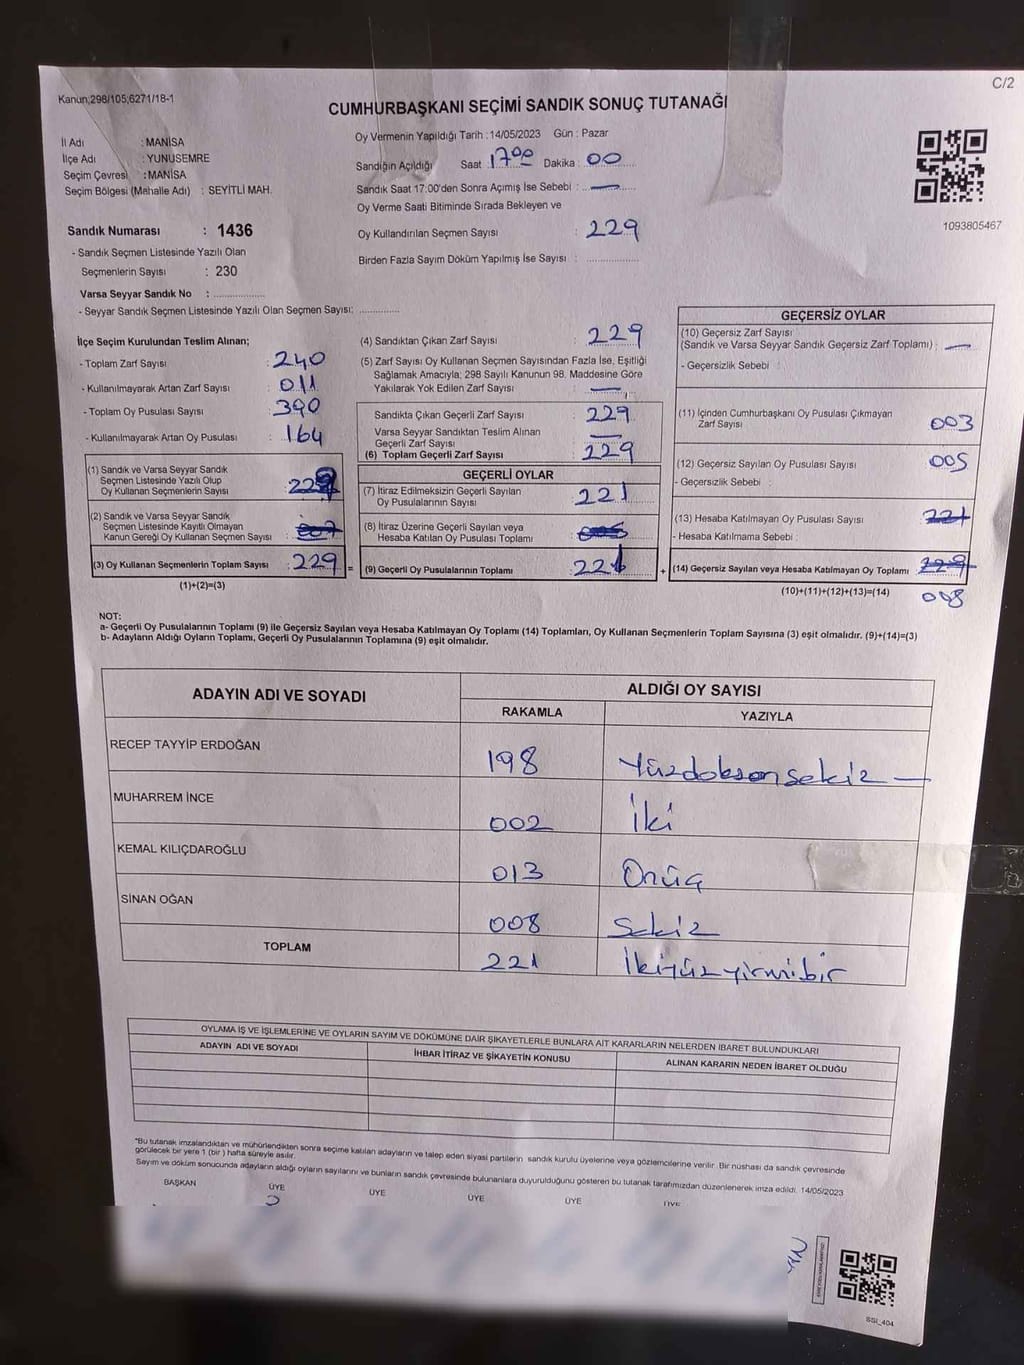 C/2
Kanun;298/105;6271/18-1
CUMHURBAŞKANI SEÇİMİ SANDIK SONUÇ TUTANAĞI
İl Adı : MANİSA
İlçe Adı : YUNUSEMRE
Seçim Çevresi : MANİSA
Seçim Bölgesi (Mahalle Adı) : SEYİTLİ MAH.
Sandık Numarası : 1436
- Sandık Seçmen Listesinde Yazılı Olan
Seçmenlerin Sayısı : 230
Varsa Seyyar Sandık No :
- Seyyar Sandık Seçmen Listesinde Yazılı Olan Seçmen Sayısı:
Oy Vermenin Yapıldığı Tarih : 14/05/2023 Gün : Pazar
Sandığın Açıldığı Saat : 17⁰⁰ Dakika : 00
Sandık Saat 17:00'den Sonra Açımış İse Sebebi : —
Oy Verme Saati Bitiminde Sırada Bekleyen ve
Oy Kullandırılan Seçmen Sayısı : 229
Birden Fazla Sayım Döküm Yapılmış İse Sayısı :
1093805467
İlçe Seçim Kurulundan Teslim Alınan;
- Toplam Zarf Sayısı : 240
- Kullanılmayarak Artan Zarf Sayısı : 011
- Toplam Oy Pusulası Sayısı : 390
- Kullanılmayarak Artan Oy Pusulası : 164
(1) Sandık ve Varsa Seyyar Sandık
Seçmen Listesinde Yazılı Olup
Oy Kullanan Seçmenlerin Sayısı : 229
(2) Sandık ve Varsa Seyyar Sandık
Seçmen Listesinde Kayıtlı Olmayan
Kanun Gereği Oy Kullanan Seçmen Sayısı :
(3) Oy Kullanan Seçmenlerin Toplam Sayısı : 229 =
(1)+(2)=(3)
(4) Sandıktan Çıkan Zarf Sayısı : 229
(5) Zarf Sayısı Oy Kullanan Seçmen Sayısından Fazla İse, Eşitliği
Sağlamak Amacıyla; 298 Sayılı Kanunun 98. Maddesine Göre
Yakılarak Yok Edilen Zarf Sayısı : —
Sandıkta Çıkan Geçerli Zarf Sayısı : 229
Varsa Seyyar Sandıktan Teslim Alınan
Geçerli Zarf Sayısı : —
(6) Toplam Geçerli Zarf Sayısı : 229
GEÇERLİ OYLAR
(7) İtiraz Edilmeksizin Geçerli Sayılan
Oy Pusulalarının Sayısı : 221
(8) İtiraz Üzerine Geçerli Sayılan veya
Hesaba Katılan Oy Pusulası Toplamı :
(9) Geçerli Oy Pusulalarının Toplamı : 221 +
GEÇERSİZ OYLAR
(10) Geçersiz Zarf Sayısı
(Sandık ve Varsa Seyyar Sandık Geçersiz Zarf Toplamı) : —
- Geçersizlik Sebebi :
(11) İçinden Cumhurbaşkanı Oy Pusulası Çıkmayan
Zarf Sayısı : 003
(12) Geçersiz Sayılan Oy Pusulası Sayısı : 005
- Geçersizlik Sebebi :
(13) Hesaba Katılmayan Oy Pusulası Sayısı : 221
- Hesaba Katılmama Sebebi :
(14) Geçersiz Sayılan veya Hesaba Katılmayan Oy Toplamı : 229
(10)+(11)+(12)+(13)=(14) 008
NOT:
a- Geçerli Oy Pusulalarının Toplamı (9) ile Geçersiz Sayılan veya Hesaba Katılmayan Oy Toplamı (14) Toplamları, Oy Kullanan Seçmenlerin Toplam Sayısına (3) eşit olmalıdır. (9)+(14)=(3)
b- Adayların Aldığı Oyların Toplamı, Geçerli Oy Pusulalarının Toplamına (9) eşit olmalıdır.
ADAYIN ADI VE SOYADI ALDIĞI OY SAYISI
RAKAMLA YAZIYLA
RECEP TAYYİP ERDOĞAN 198 Yüzdoksansekiz —
MUHARREM İNCE 002 İki
KEMAL KILIÇDAROĞLU 013 Onüç
SİNAN OĞAN 008 Sekiz
TOPLAM 221 İkiyüzyirmibir
OYLAMA İŞ VE İŞLEMLERİNE VE OYLARIN SAYIM VE DÖKÜMÜNE DAİR ŞİKAYETLERLE BUNLARA AİT KARARLARIN NELERDEN İBARET BULUNDUKLARI
ADAYIN ADI VE SOYADI İHBAR İTİRAZ VE ŞİKAYETİN KONUSU ALINAN KARARIN NEDEN İBARET OLDUĞU
*Bu tutanak imzalandıktan ve mühürlendikten sonra seçime katılan adayların ve talep eden siyasi partilerin sandık kurulu üyelerine veya gözlemcilerine verilir. Bir nüshası da sandık çevresinde
görülecek bir yere 1 (bir) hafta süreyle asılır.
Sayım ve döküm sonucunda adayların aldığı oyların sayılarını ve bunların sandık çevresinde bulunanlara duyurulduğunu gösteren bu tutanak tarafımızdan düzenlenerek imza edildi. 14/05/2023
BAŞKAN ÜYE ÜYE ÜYE ÜYE ÜYE
SSI_404